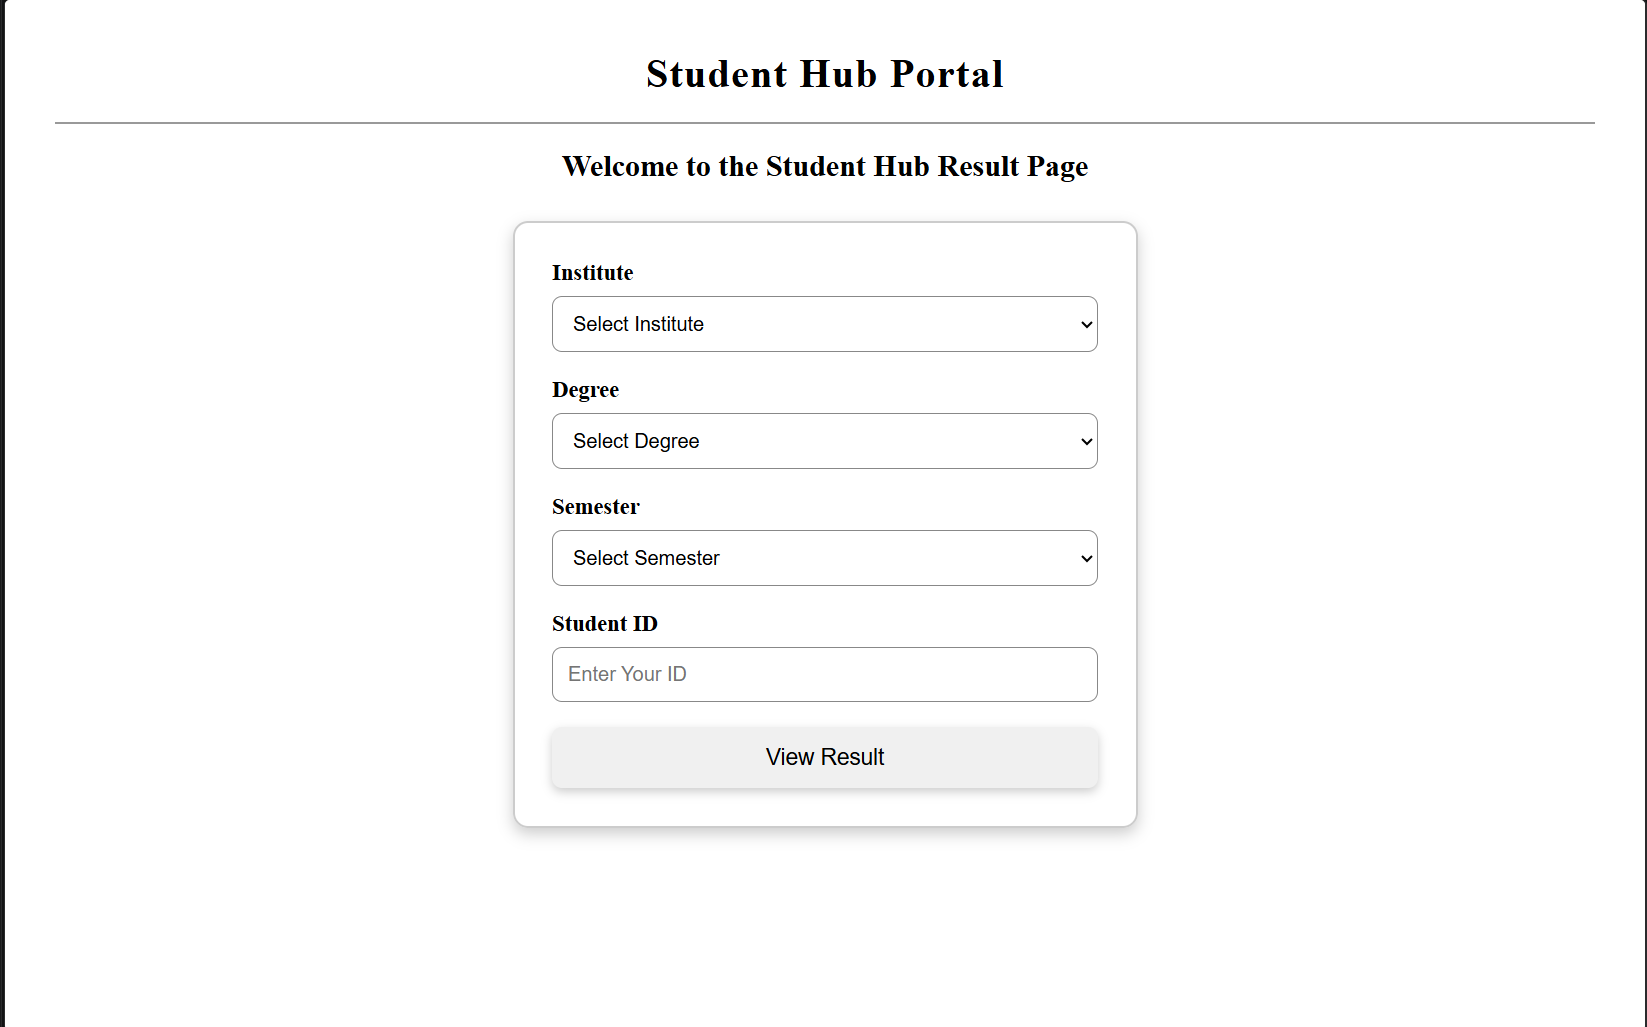 Student Hub Portal
Welcome to the Student Hub Result Page
Institute
Select Institute
Degree
Select Degree
Semester
Select Semester
Student ID
Enter Your ID
View Result